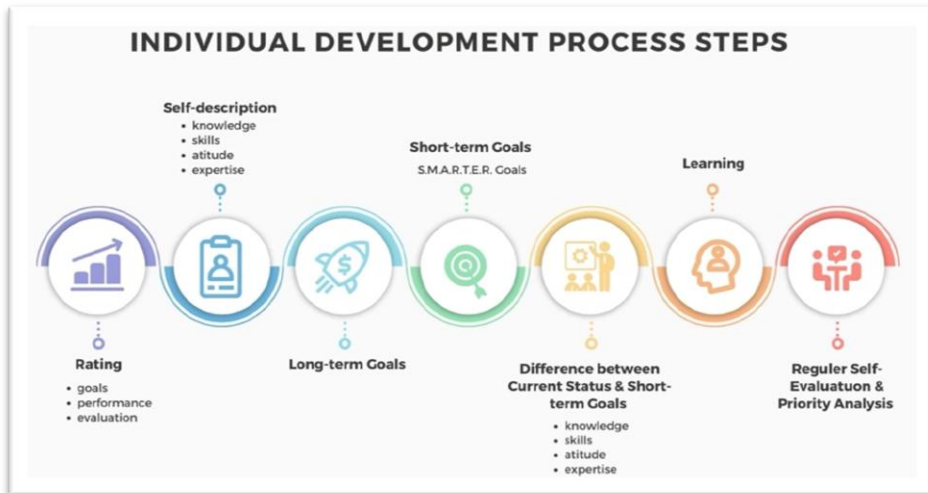 INDIVIDUAL DEVELOPMENT PROCESS STEPS
Rating
• goals
• performance
• evaluation
Self-description
• knowledge
• skills
• atitude
• expertise
Long-term Goals
Short-term Goals
S.M.A.R.T.E.R. Goals
Difference between
Current Status & Short-
term Goals
• knowledge
• skills
• atitude
• expertise
Learning
Reguler Self-
Evaluatuon &
Priority Analysis